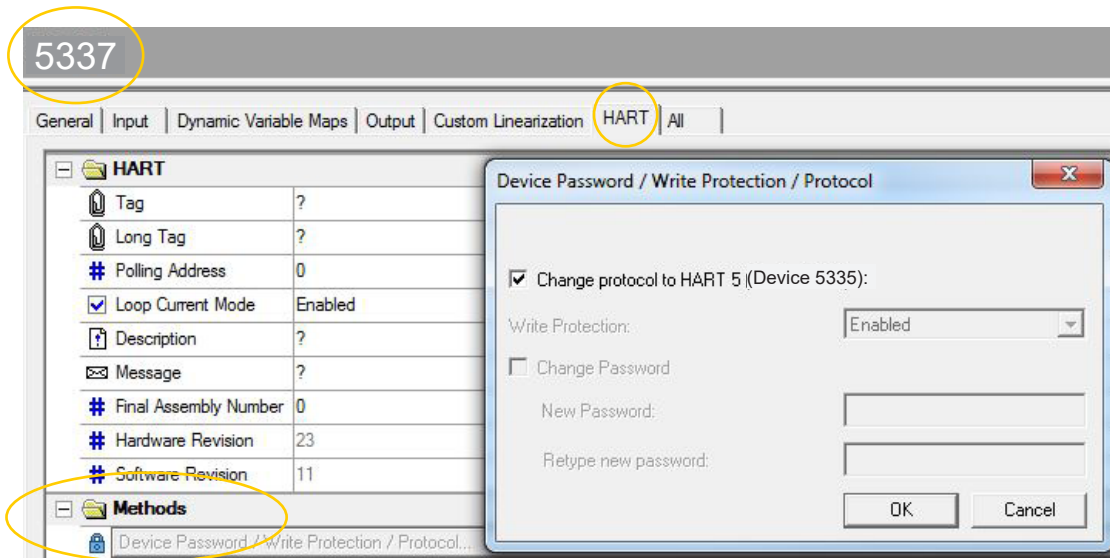 5337
General Input Dynamic Variable Maps Output Custom Linearization HART All
HART
Tag ?
Long Tag ?
Polling Address 0
Loop Current Mode Enabled
Description ?
Message ?
Final Assembly Number 0
Hardware Revision 23
Software Revision 11
Methods
Device Password / Write Protection / Protocol...
Device Password / Write Protection / Protocol
Change protocol to HART 5 (Device 5335):
Write Protection: Enabled
Change Password
New Password:
Retype new password:
OK Cancel